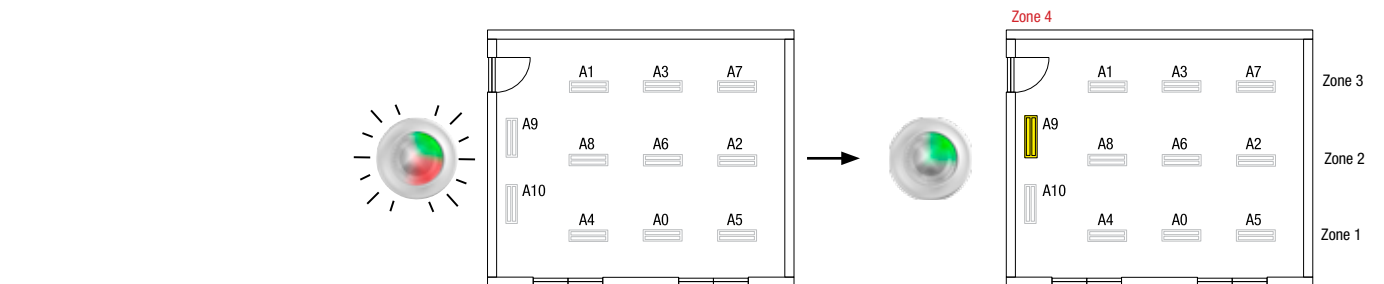 Zone 4
A1 A3 A7
A9
A8 A6 A2
A10
A4 A0 A5
A1 A3 A7 Zone 3
A9
A8 A6 A2 Zone 2
A10
A4 A0 A5 Zone 1